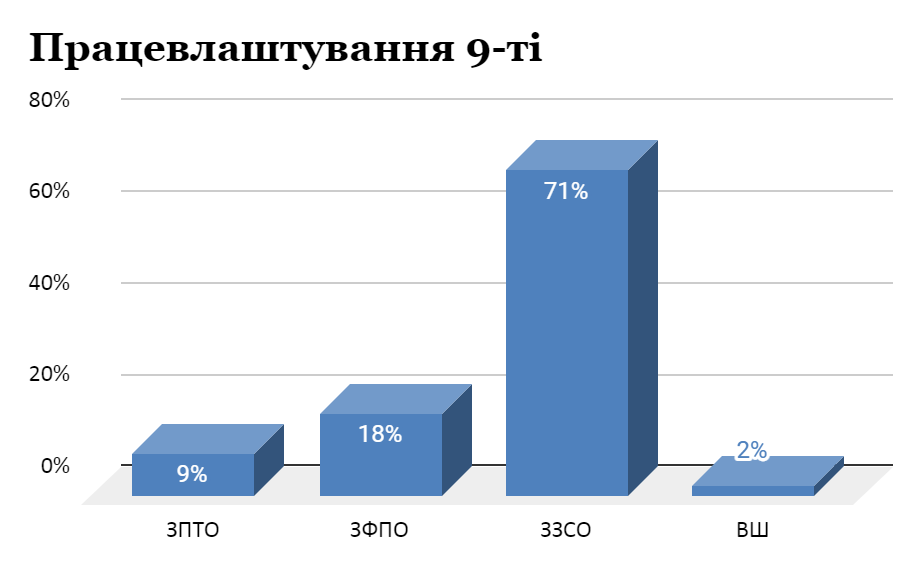 Працевлаштування 9-ті
80%
60%
40%
20%
0%
71%
18%
9%
2%
ЗПТО
ЗФПО
ЗЗСО
ВШ